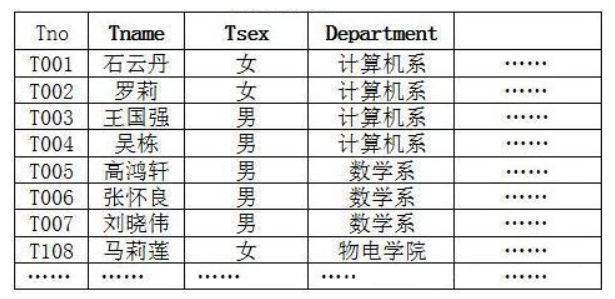 Tno Tname Tsex Department
T001 石云丹 女 计算机系 ……
T002 罗莉 女 计算机系 ……
T003 王国强 男 计算机系 ……
T004 吴栋 男 计算机系 ……
T005 高鸿轩 男 数学系 ……
T006 张怀良 男 数学系 ……
T007 刘晓伟 男 数学系 ……
T108 马莉莲 女 物电学院 ……
…… …… …… ….. ……